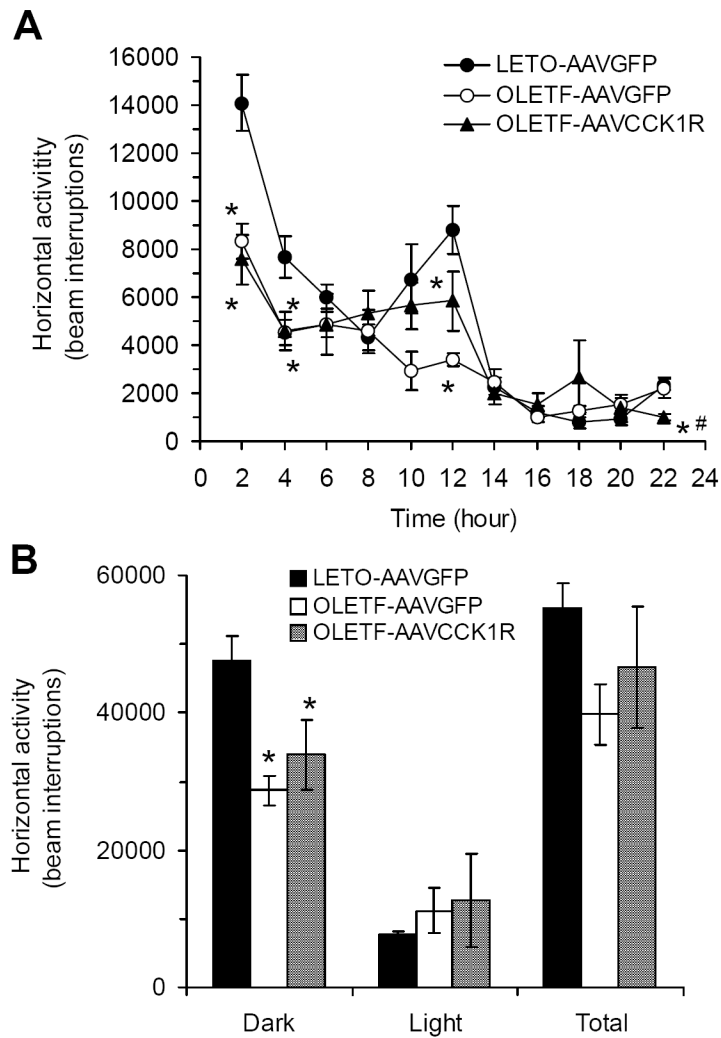 A
16000
14000
12000
10000
8000
6000
4000
2000
0
Horizontal activitity
(beam interruptions)
LETO-AAVGFP
OLETF-AAVGFP
OLETF-AAVCCK1R
*
*
*
*
*
*
* #
0 2 4 6 8 10 12 14 16 18 20 22 24
Time (hour)
B
60000
40000
20000
0
Horizontal activity
(beam interruptions)
LETO-AAVGFP
OLETF-AAVGFP
OLETF-AAVCCK1R
*
*
Dark Light Total